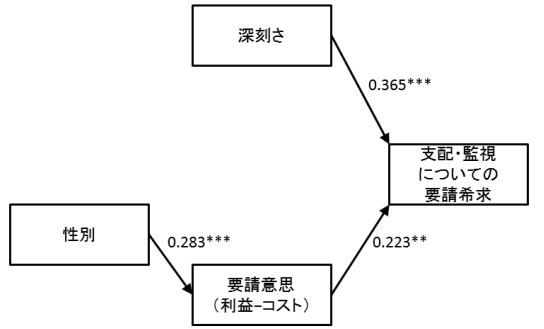 深刻さ
0.365***
支配・監視
についての
要請希求
性別
0.283***
0.223**
要請意思
（利益−コスト）